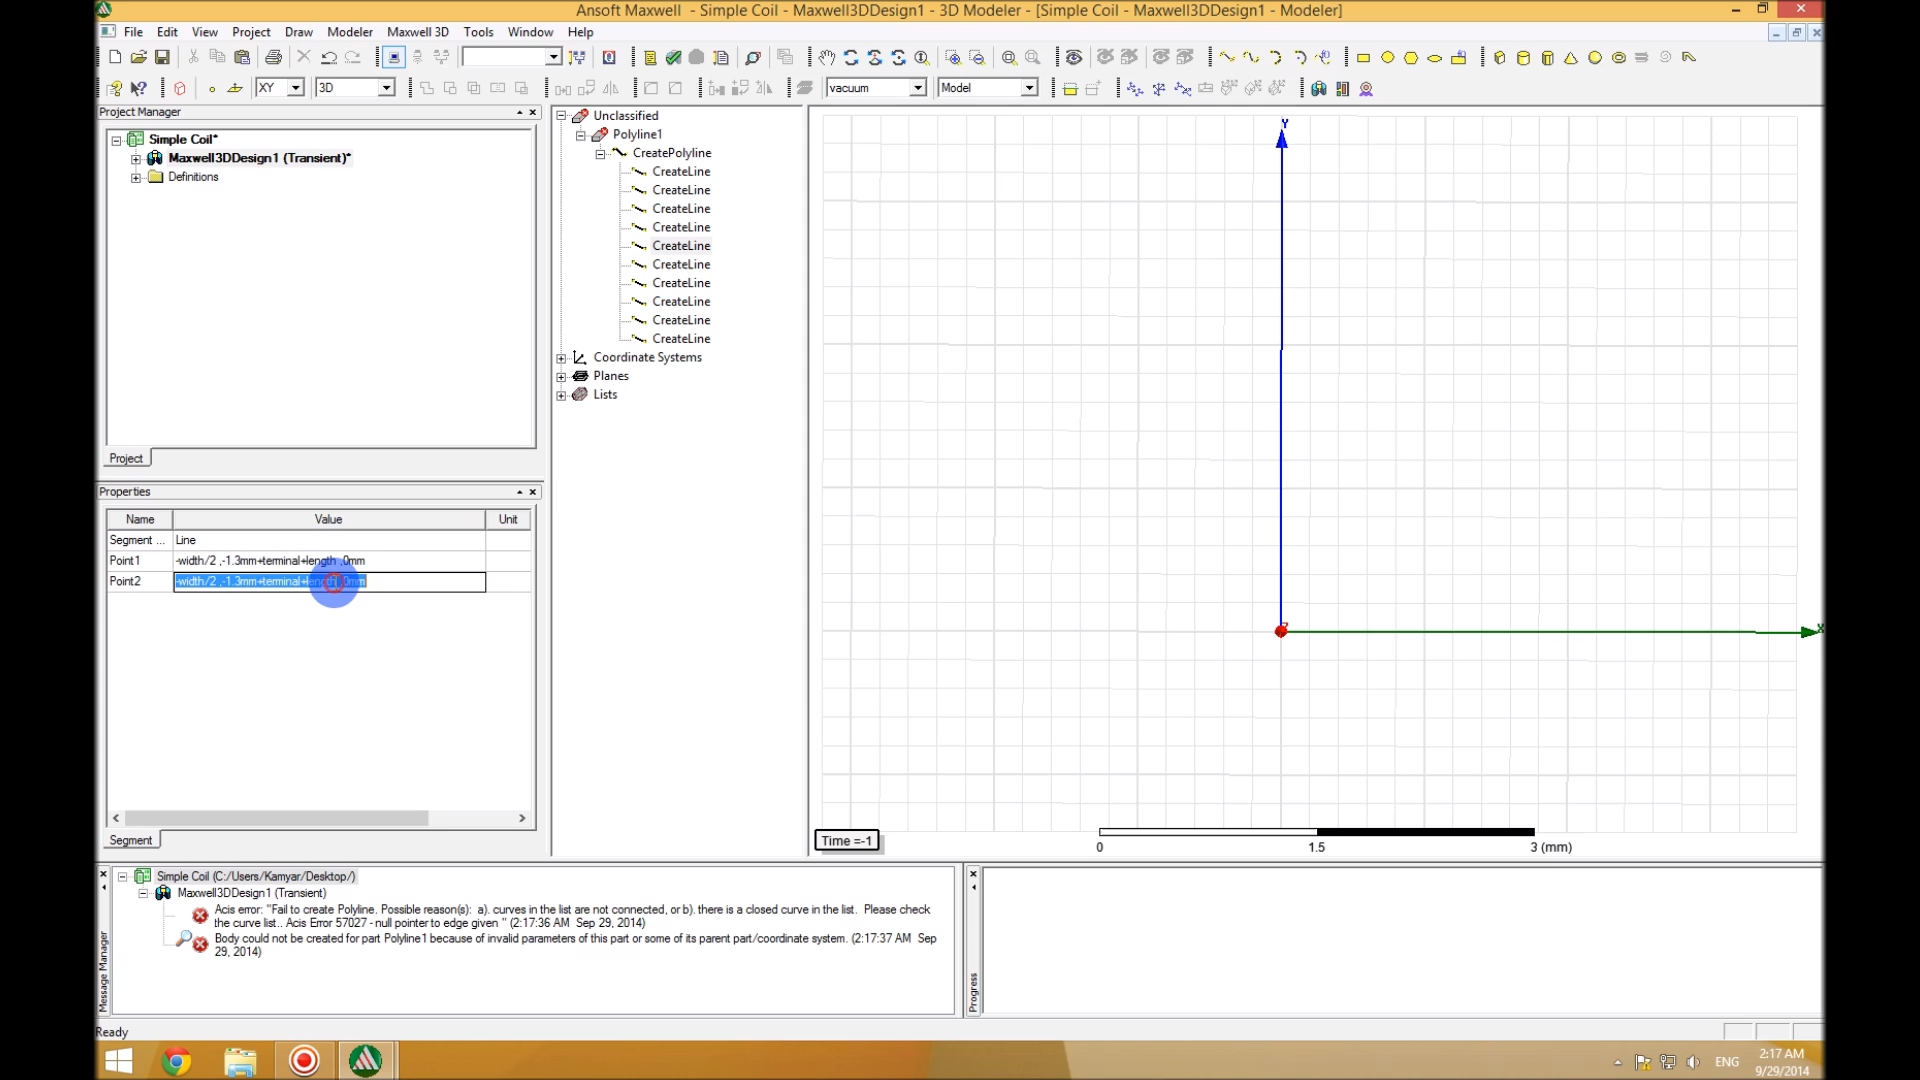 Ansoft Maxwell - Simple Coil - Maxwell3DDesign1 - 3D Modeler - [Simple Coil - Maxwell3DDesign1 - Modeler]
File Edit View Project Draw Modeler Maxwell 3D Tools Window Help
XY 3D vacuum Model
Project Manager
Simple Coil*
Maxwell3DDesign1 (Transient)*
Definitions
Project
Properties
Name Value Unit
Segment ... Line
Point1 -width/2 ,-1.3mm+terminal+length ,0mm
Point2 -width/2 ,-1.3mm+terminal+length ,0mm
Segment
Unclassified
Polyline1
CreatePolyline
CreateLine
CreateLine
CreateLine
CreateLine
CreateLine
CreateLine
CreateLine
CreateLine
CreateLine
CreateLine
Coordinate Systems
Planes
Lists
Y
Z
X
Time =-1
0 1.5 3 (mm)
Message Manager
Simple Coil (C:/Users/Kamyar/Desktop/)
Maxwell3DDesign1 (Transient)
Acis error: "Fail to create Polyline. Possible reason(s): a). curves in the list are not connected, or b). there is a closed curve in the list. Please check
the curve list.. Acis Error 57027 - null pointer to edge given " (2:17:36 AM Sep 29, 2014)
Body could not be created for part Polyline1 because of invalid parameters of this part or some of its parent part/coordinate system. (2:17:37 AM Sep
29, 2014)
Progress
Ready
ENG
2:17 AM
9/29/2014